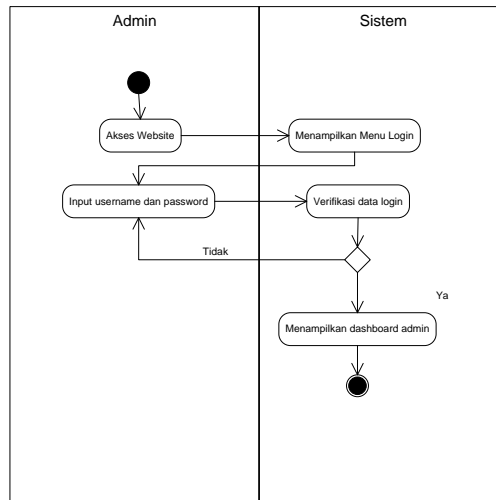 Admin
Sistem
Akses Website
Menampilkan Menu Login
Input username dan password
Verifikasi data login
Tidak
Ya
Menampilkan dashboard admin